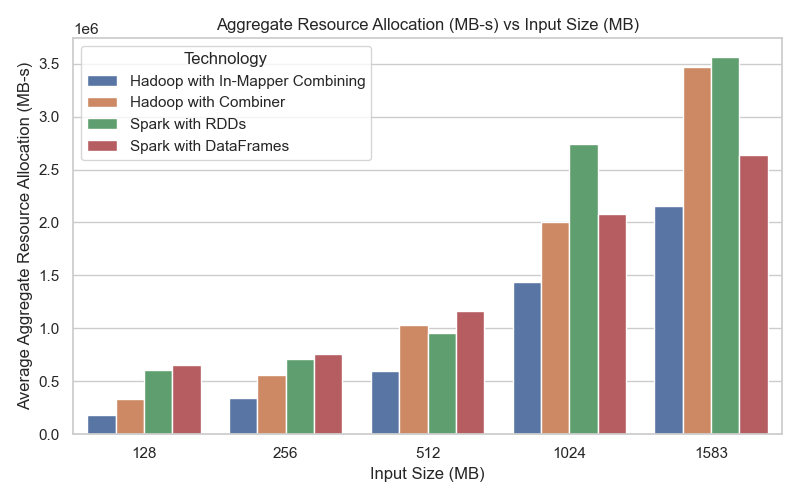 Aggregate Resource Allocation (MB-s) vs Input Size (MB)
1e6
Technology
Hadoop with In-Mapper Combining
Hadoop with Combiner
Spark with RDDs
Spark with DataFrames
Average Aggregate Resource Allocation (MB-s)
3.5
3.0
2.5
2.0
1.5
1.0
0.5
0.0
128 256 512 1024 1583
Input Size (MB)